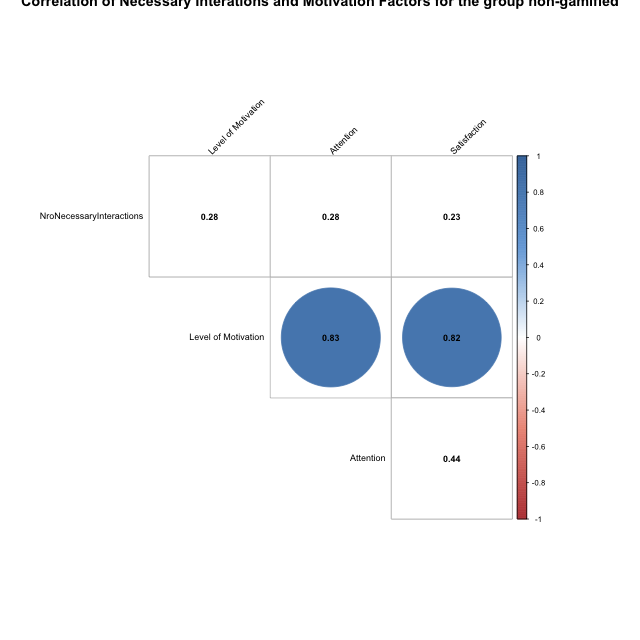 Correlation of Necessary Interations and Motivation Factors for the group non-gamified
Level of Motivation
Attention
Satisfaction
NroNecessaryInteractions 0.28 0.28 0.23
Level of Motivation 0.83 0.82
Attention 0.44
1
0.8
0.6
0.4
0.2
0
-0.2
-0.4
-0.6
-0.8
-1